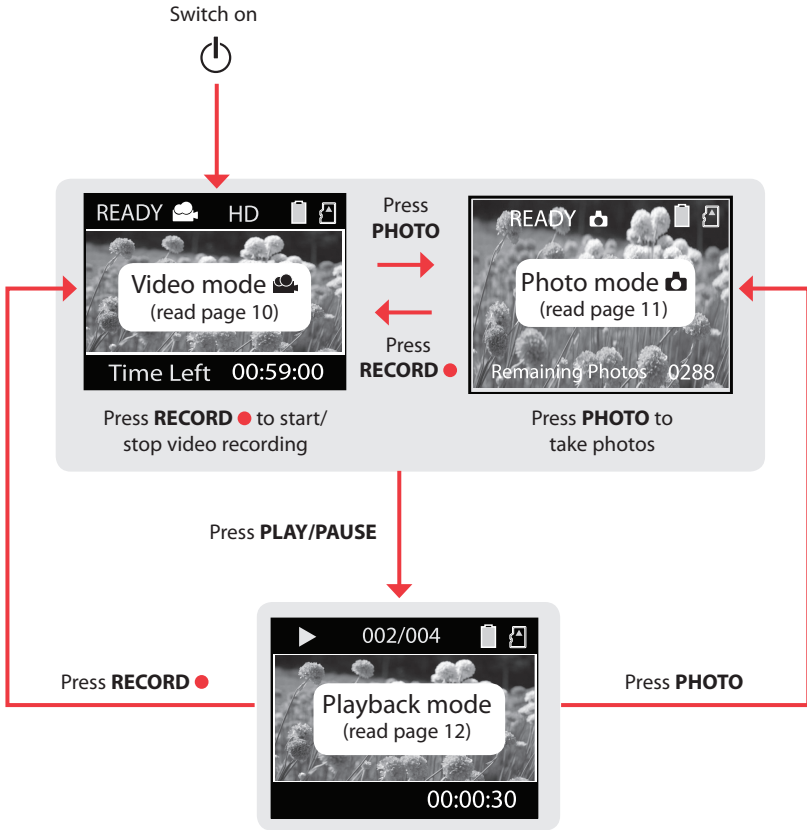 Switch on
READY HD
Video mode
(read page 10)
Time Left 00:59:00
Press RECORD ● to start/
stop video recording
Press
PHOTO
Press
RECORD ●
READY
Photo mode
(read page 11)
Remaining Photos 0288
Press PHOTO to
take photos
Press PLAY/PAUSE
002/004
Playback mode
(read page 12)
00:00:30
Press RECORD ●
Press PHOTO